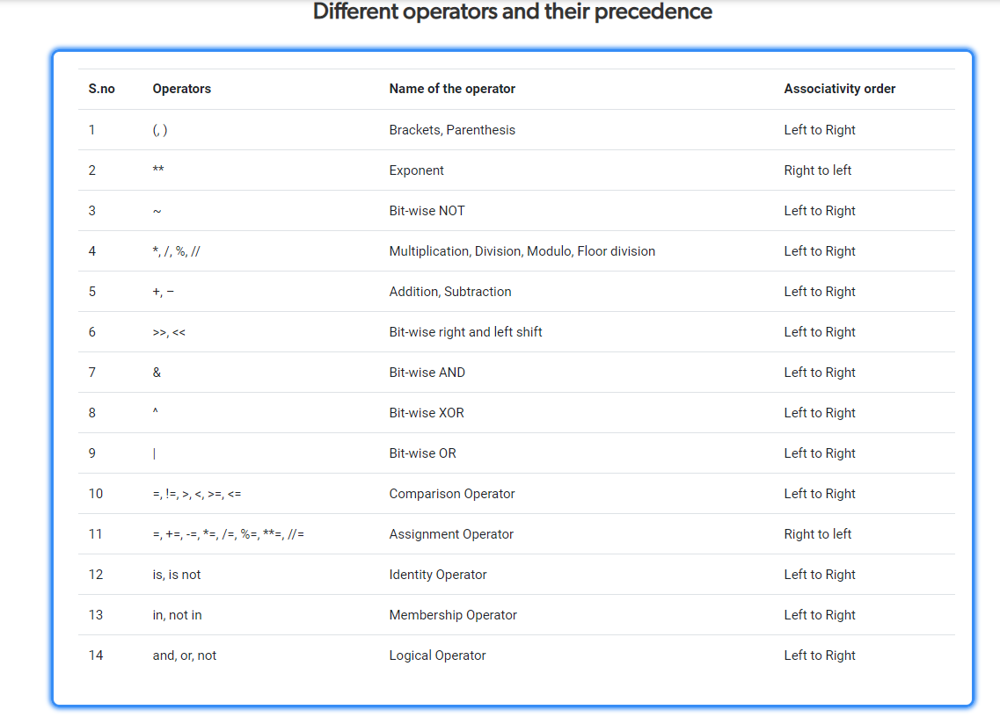 Different operators and their precedence
S.no Operators Name of the operator Associativity order
1 (, ) Brackets, Parenthesis Left to Right
2 ** Exponent Right to left
3 ~ Bit-wise NOT Left to Right
4 *, /, %, // Multiplication, Division, Modulo, Floor division Left to Right
5 +, – Addition, Subtraction Left to Right
6 >>, << Bit-wise right and left shift Left to Right
7 & Bit-wise AND Left to Right
8 ^ Bit-wise XOR Left to Right
9 | Bit-wise OR Left to Right
10 =, !=, >, <, >=, <= Comparison Operator Left to Right
11 =, +=, -=, *=, /=, %=, **=, //= Assignment Operator Right to left
12 is, is not Identity Operator Left to Right
13 in, not in Membership Operator Left to Right
14 and, or, not Logical Operator Left to Right